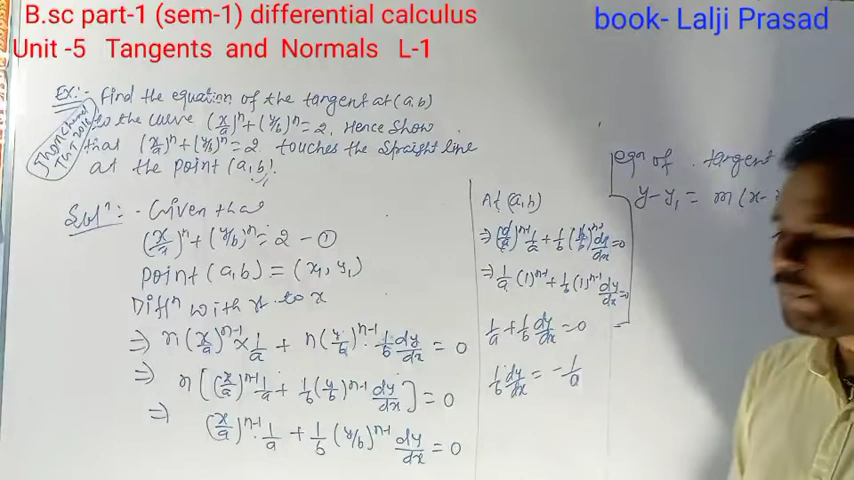 B.sc part-1 (sem-1) differential calculus
Unit -5 Tangents and Normals L-1
book- Lalji Prasad
Ex:- Find the equation of the tangent at (a,b)
to the curve (x/a)^n + (y/b)^n = 2, Hence Show
that (x/a)^n + (y/b)^n = 2 touches the Straight line
at the point (a,b).
TGT 2016
Sol^n:- Given that
(x/a)^n + (y/b)^n = 2 - ①
point (a,b) = (x₁, y₁)
Diff^n with r. to x
⇒ n(x/a)^n-1 × 1/a + n(y/b)^n-1 · 1/b dy/dx = 0
⇒ n[(x/a)^n-1 · 1/a + 1/b (y/b)^n-1 dy/dx] = 0
⇒ (x/a)^n-1 · 1/a + 1/b (y/b)^n-1 dy/dx = 0
At (a,b)
⇒ (a/a)^n-1 1/a + 1/b (b/b)^n-1 dy/dx = 0
⇒ 1/a (1)^n-1 + 1/b (1)^n-1 dy/dx = 0
1/a + 1/b dy/dx = 0
1/b dy/dx = - 1/a
eqn of tangent
y-y₁ = m(x-